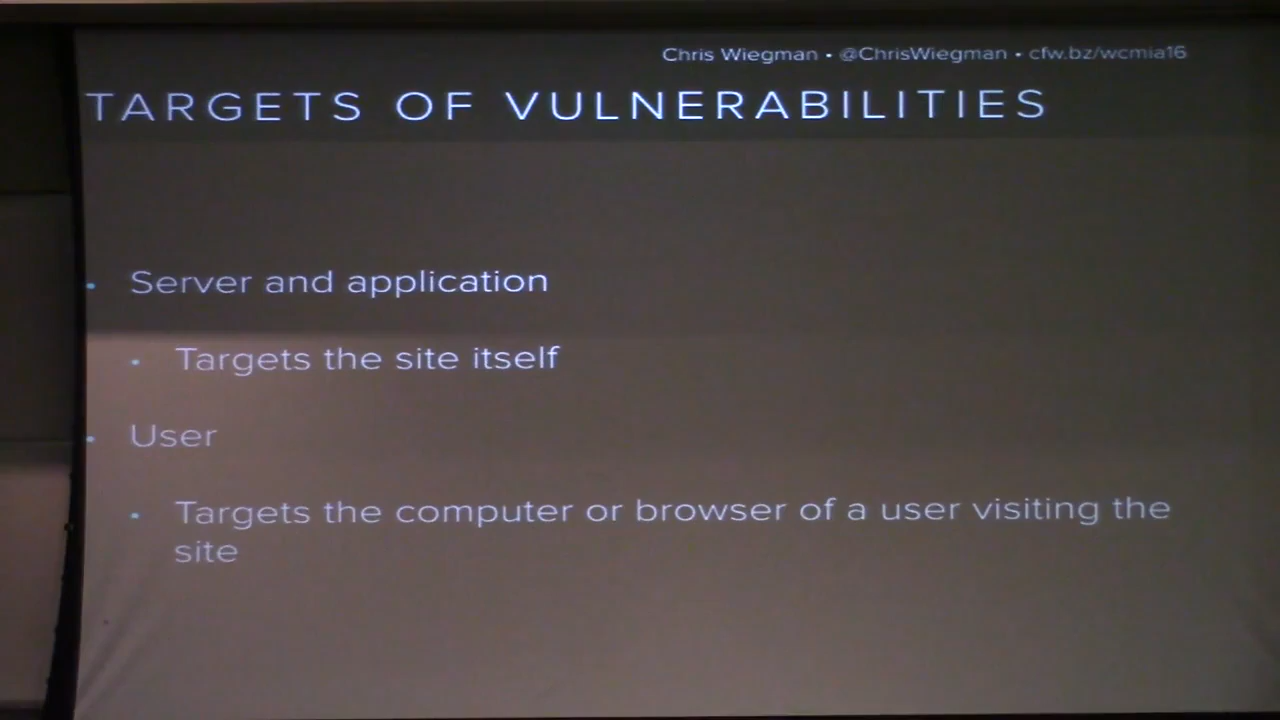 Chris Wiegman • @ChrisWiegman • cfw.bz/wcmia16
TARGETS OF VULNERABILITIES
• Server and application
• Targets the site itself
• User
• Targets the computer or browser of a user visiting the
site